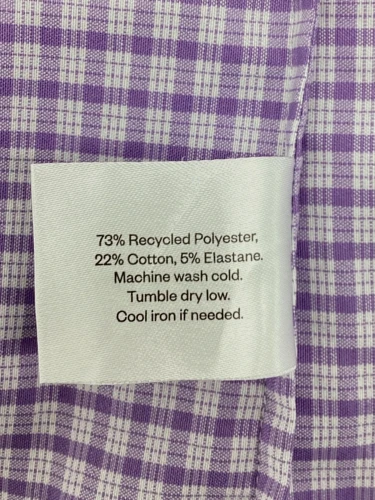 73% Recycled Polyester,
22% Cotton, 5% Elastane.
Machine wash cold.
Tumble dry low.
Cool iron if needed.